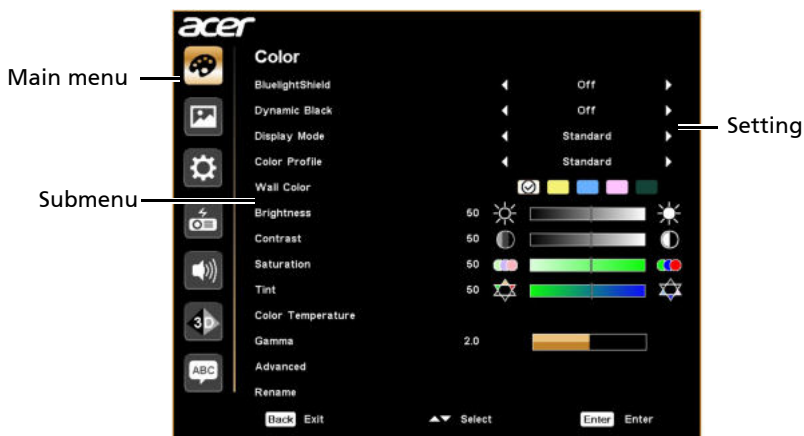 acer
Color
Main menu
BluelightShield Off
Dynamic Black Off
Setting
Display Mode Standard
Color Profile Standard
Wall Color
Submenu
Brightness 50
Contrast 50
Saturation 50
Tint 50
3D
Color Temperature
Gamma 2.0
ABC
Advanced
Rename
Back Exit Select Enter Enter